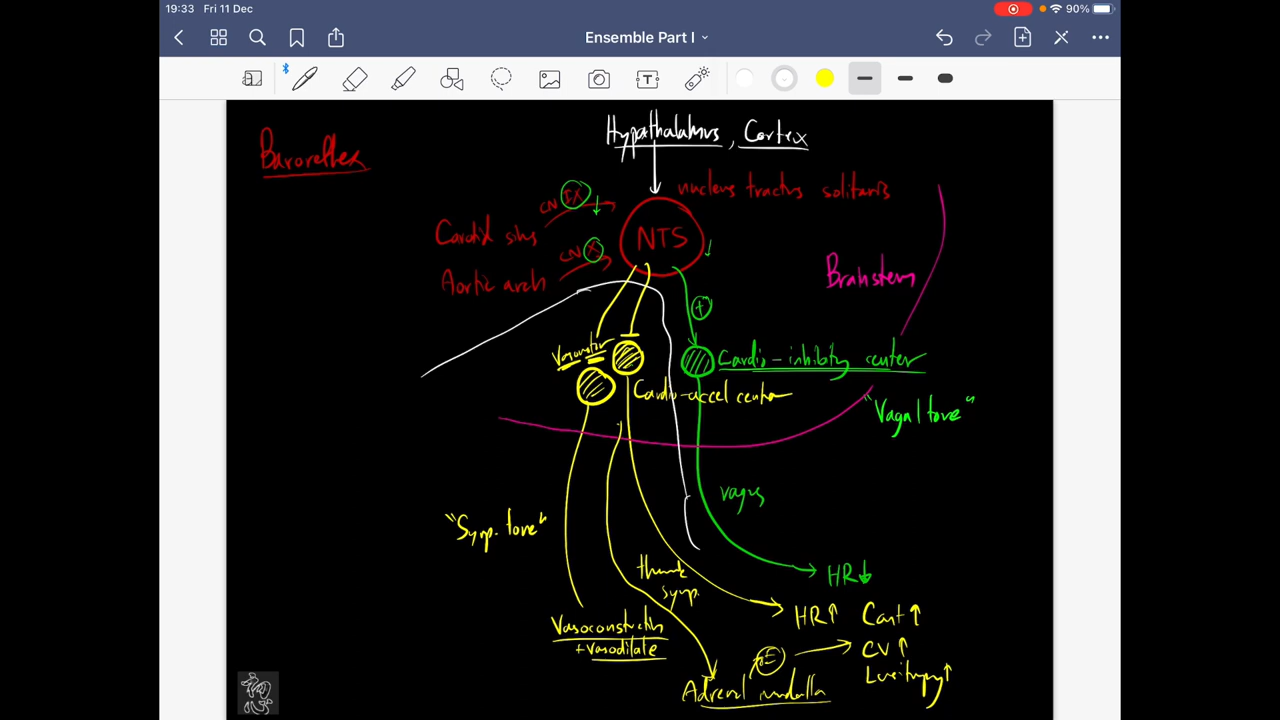 19:33 Fri 11 Dec
90%
Ensemble Part I
Baroreflex
Hypothalamus, Cortex
nucleus tractus solitaris
CN IX
Carotid sinus
NTS
CN X
Aortic arch
Brainstem
+
Vasomotor
Cardio-inhibitory center
Cardio-accel center
"Vagal tone"
vagus
"Symp. tone"
HR↓
symp.
HR↑ Cont↑
Vasoconstriction
+vasodilate
E
CV↑
Lusitropy↑
Adrenal medulla